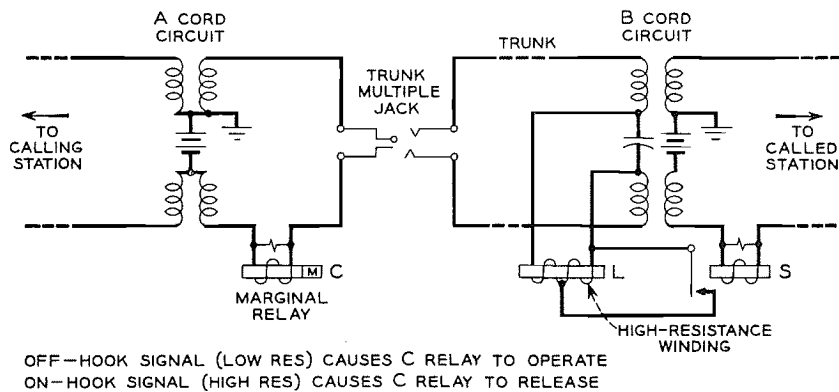 A CORD
CIRCUIT
B CORD
CIRCUIT
TRUNK
TRUNK
MULTIPLE
JACK
TO
CALLING
STATION
TO
CALLED
STATION
M
C
L
S
MARGINAL
RELAY
HIGH-RESISTANCE
WINDING
OFF-HOOK SIGNAL (LOW RES) CAUSES C RELAY TO OPERATE
ON-HOOK SIGNAL (HIGH RES) CAUSES C RELAY TO RELEASE